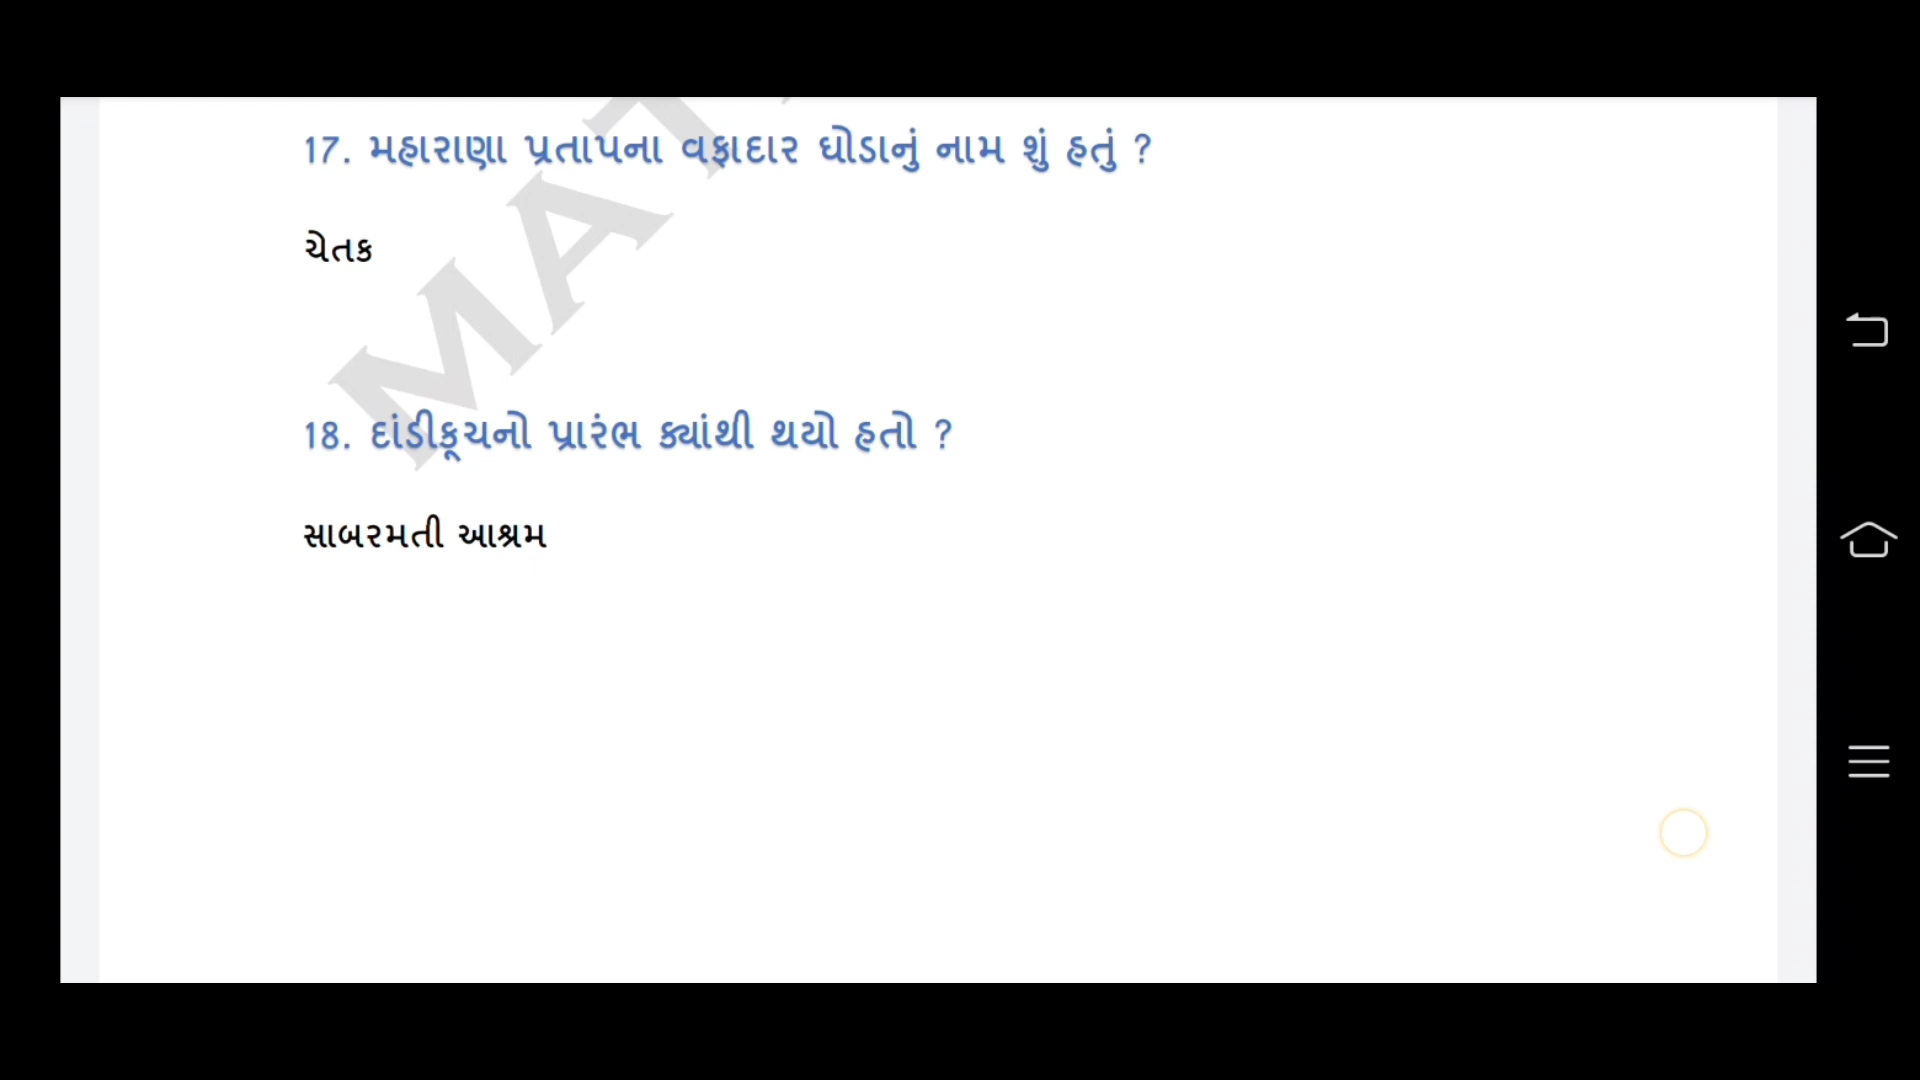 17. મહારાણા પ્રતાપના વફાદાર ઘોડાનું નામ શું હતું ?
ચેતક
18. દાંડીકૂચનો પ્રારંભ ક્યાંથી થયો હતો ?
સાબરમતી આશ્રમ